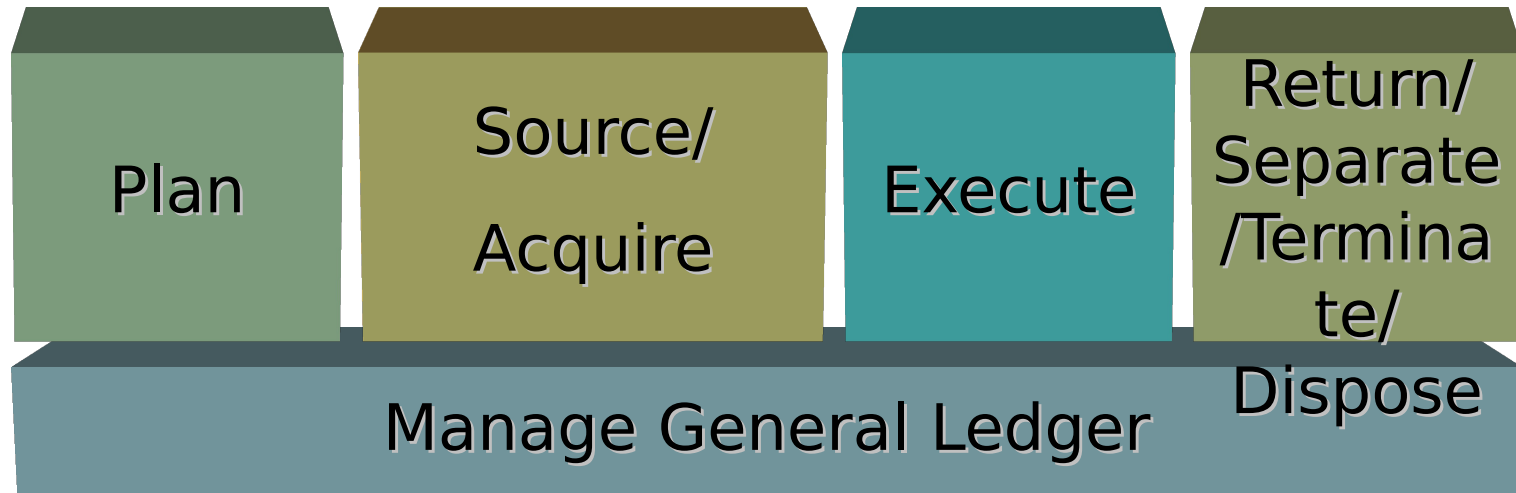 Plan
Source/
Acquire
Execute
Return/
Separate
/Termina
te/
Dispose
Manage General Ledger